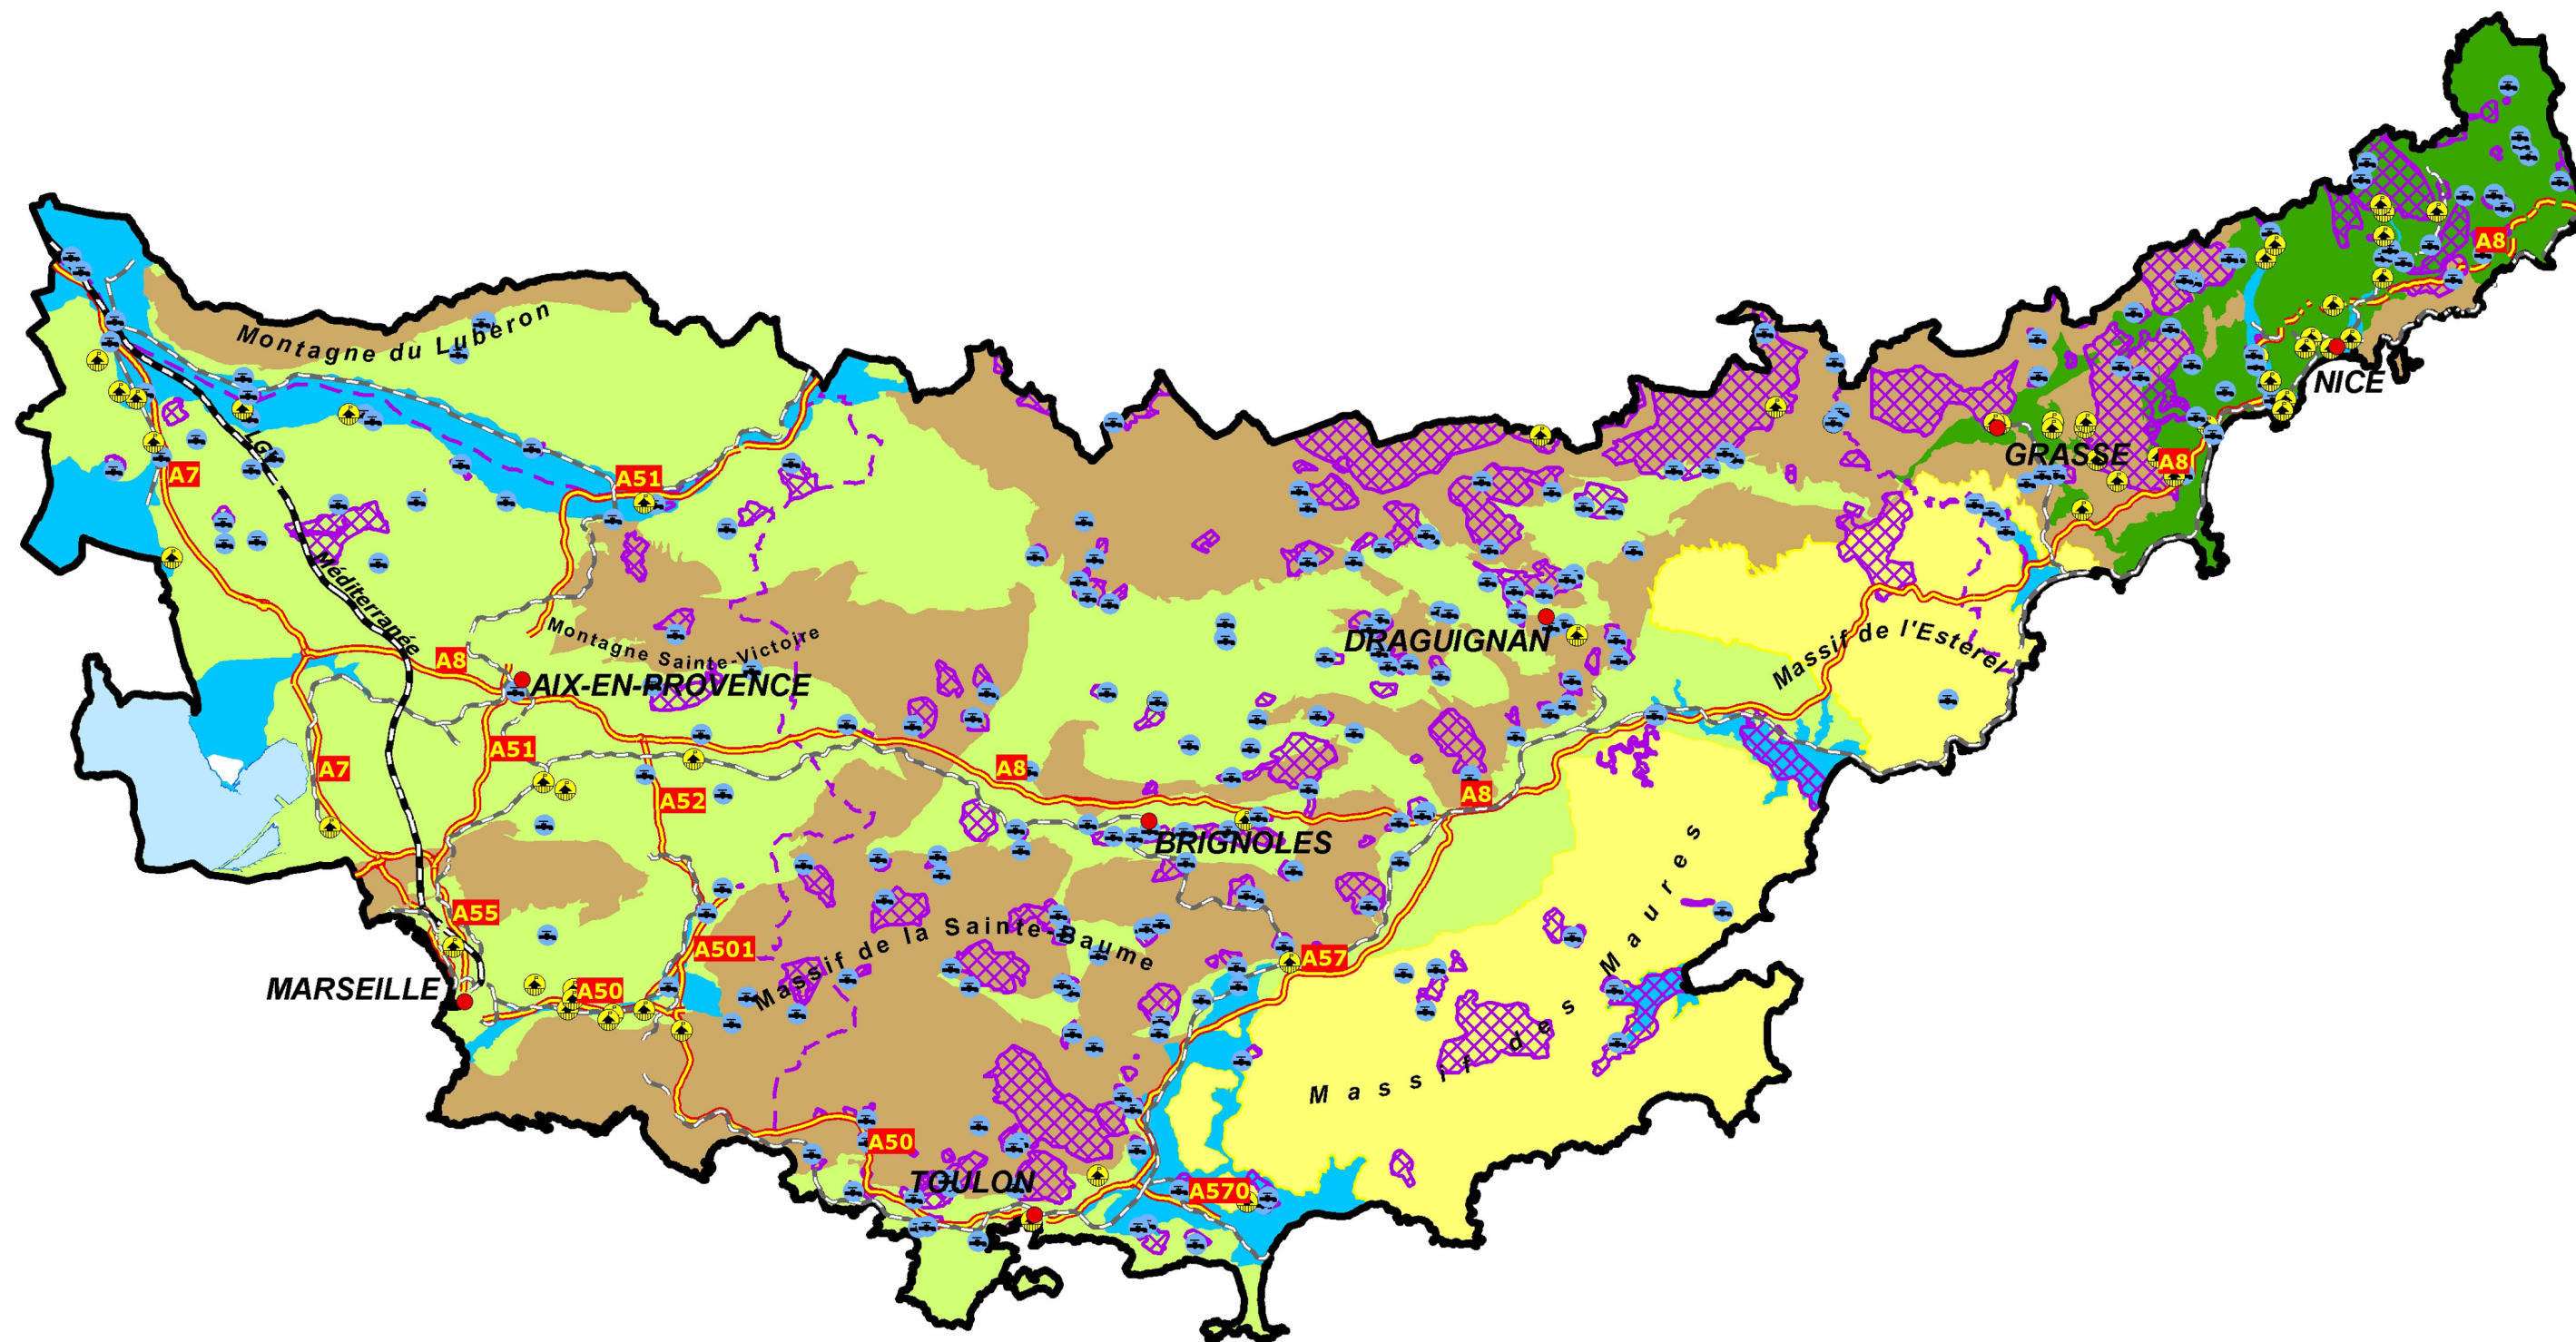 A8
Montagne du Luberon
NICE
GRASSE
A8
A7
LGV
A51
Méditerranée
DRAGUIGNAN
Montagne Sainte-Victoire
Massif de l'Esterel
A8
AIX-EN-PROVENCE
A51
A7
A8
A8
A52
BRIGNOLES
A55
Massif de la Sainte-Baume
A501
A57
MARSEILLE
A50
Massif des Maures
A50
TOULON
A570